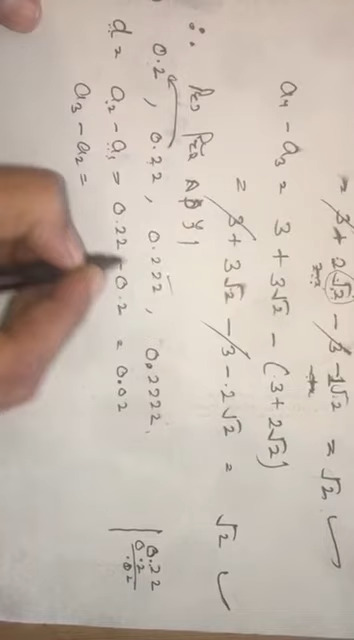 = 3 + 2√2 - 3 - 1√2 = √2
a4 - a3 = 3 + 3√2 - (3 + 2√2)
= 3 + 3√2 - 3 - 2√2 = √2
∴
0.2, 0.22, 0.222, 0.2222,
d = a2 - a1 = 0.22 - 0.2 = 0.02
0.22
0.2
.02
a3 - a2 =